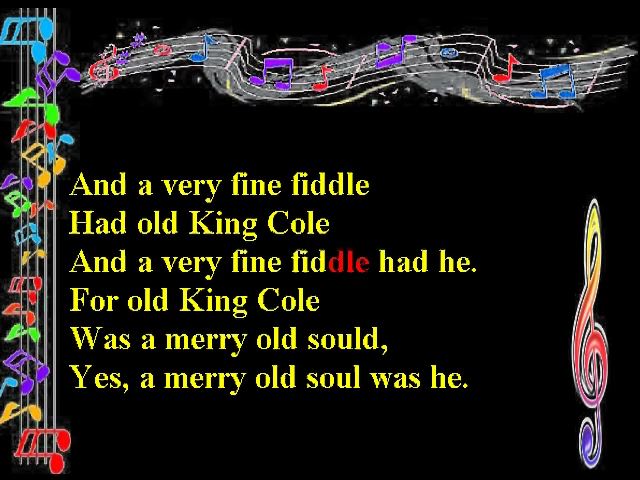 And a very fine fiddle
Had old King Cole
And a very fine fiddle had he.
For old King Cole
Was a merry old sould,
Yes, a merry old soul was he.